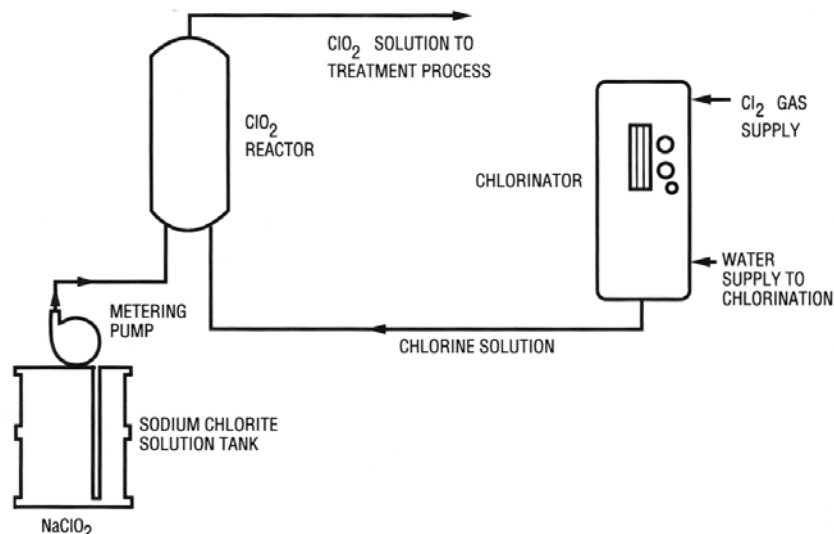 ClO₂ SOLUTION TO
TREATMENT PROCESS
ClO₂
REACTOR
Cl₂ GAS
SUPPLY
CHLORINATOR
WATER
SUPPLY TO
CHLORINATION
METERING
PUMP
CHLORINE SOLUTION
SODIUM CHLORITE
SOLUTION TANK
NaClO₂